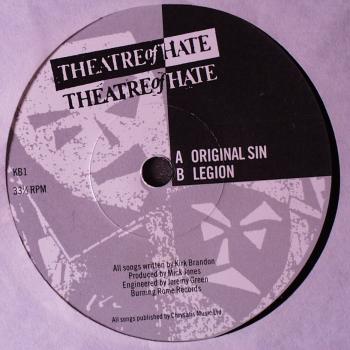 THEATRE of HATE
THEATRE of HATE
A ORIGINAL SIN
B LEGION
KB1
33⅓ RPM
All songs written by Kirk Brandon
Produced by Mick Jones
Engineered by Jeremy Green
Burning Rome Records
All songs published by Chrysalis Music Ltd